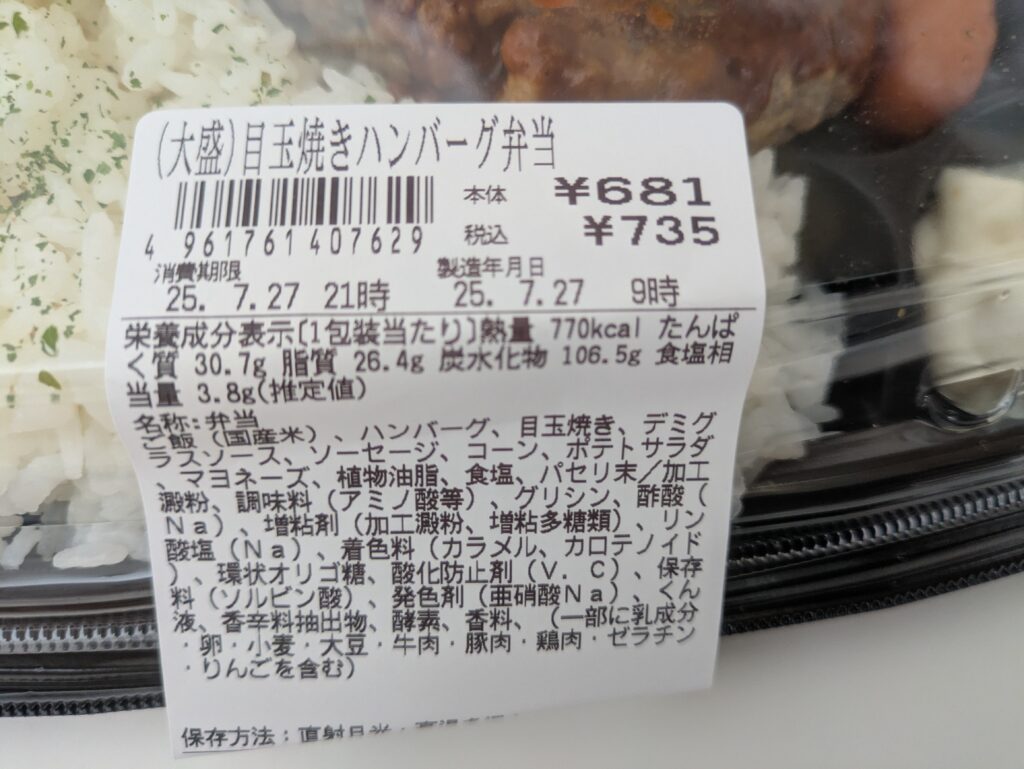 (大盛)目玉焼きハンバーグ弁当
本体 ¥681
4 961761407629 税込 ¥735
消費期限 製造年月日
25. 7.27 21時 25. 7.27 9時
栄養成分表示[1包装当たり]熱量 770kcal たんぱ
く質 30.7g 脂質 26.4g 炭水化物 106.5g 食塩相
当量 3.8g(推定値)
名称:弁当
ご飯(国産米)、ハンバーグ、目玉焼き、デミグ
ラスソース、ソーセージ、コーン、ポテトサラダ
、マヨネーズ、植物油脂、食塩、パセリ末/加工
澱粉、調味料(アミノ酸等)、グリシン、酢酸(
Na)、増粘剤(加工澱粉、増粘多糖類)、リン
酸塩(Na)、着色料(カラメル、カロテノイド
)、環状オリゴ糖、酸化防止剤(V.C)、保存
料(ソルビン酸)、発色剤(亜硝酸Na)、くん
液、香辛料抽出物、酵素、香料、(一部に乳成分
・卵・小麦・大豆・牛肉・豚肉・鶏肉・ゼラチン
・りんごを含む)
保存方法:直射日光・高温